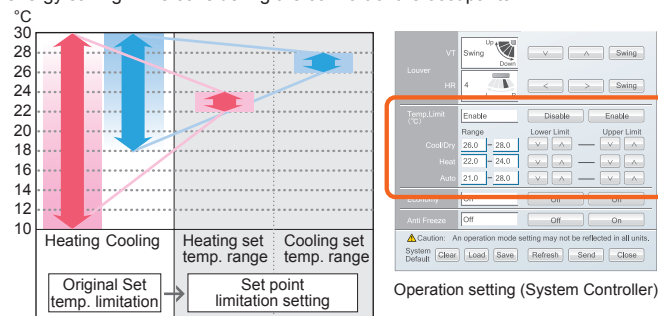 °C
30
28
26
24
22
20
18
16
14
12
10
Heating Cooling
Heating set
temp. range
Cooling set
temp. range
Original Set
temp. limitation
Set point
limitation setting
VT
Swing
Up
Down
Swing
Louver
HR
4
Swing
Temp.Limit
(°C)
Enable
Disable
Enable
Range
Lower Limit
Upper Limit
Cool/Dry
26.0 - 28.0
Heat
22.0 - 24.0
Auto
21.0 - 28.0
Off
On
Anti Freeze
Off
Off
On
Caution: An operation mode setting may not be reflected in all units.
System
Default
Clear
Load
Save
Refresh
Send
Close
Operation setting (System Controller)